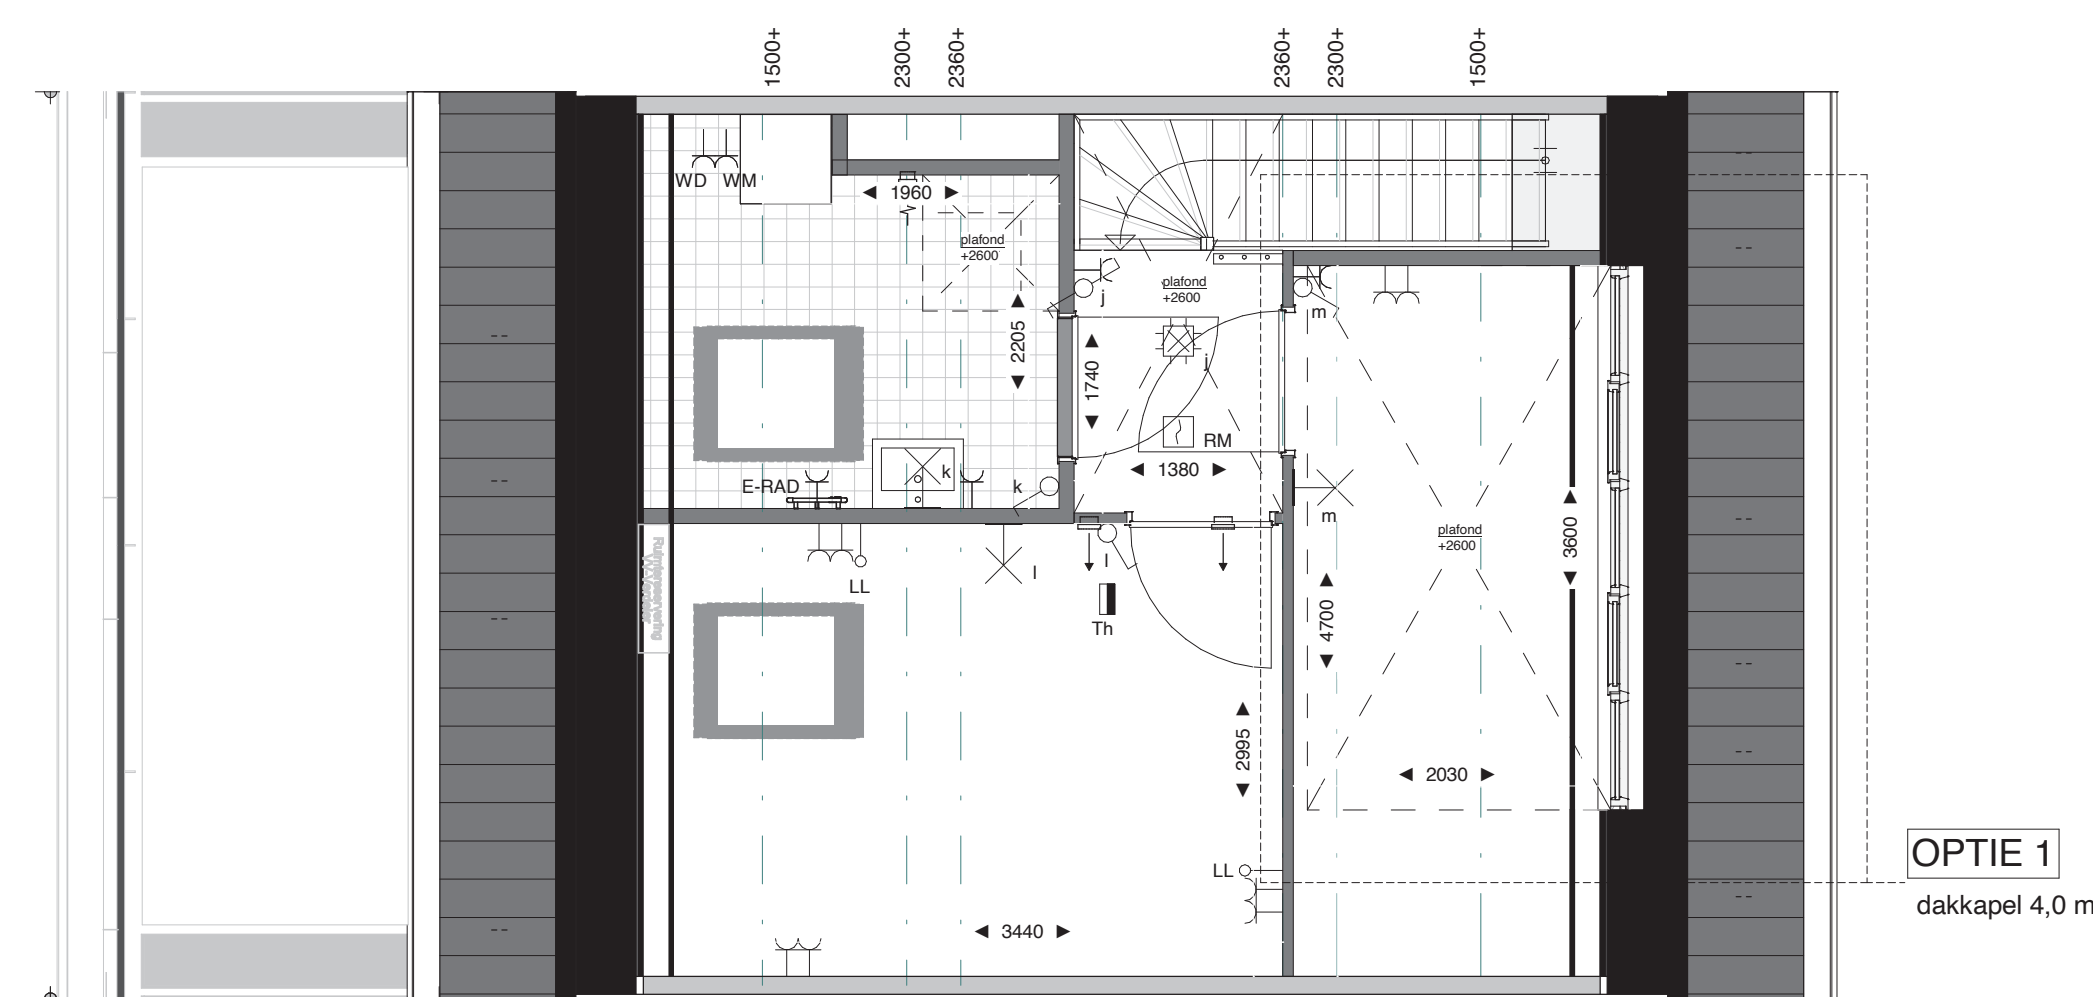 1500+
2300+
2360+
2360+
2300+
1500+
WD WM
1960
plafond
+2600
2205
j
plafond
+2600
m
1740
j
RM
1380
E-RAD
k
k
m
plafond
+2600
3600
Ruimtereservering
LL
l
l
Th
4700
2995
2030
LL
3440
OPTIE 1
dakkapel 4,0 m